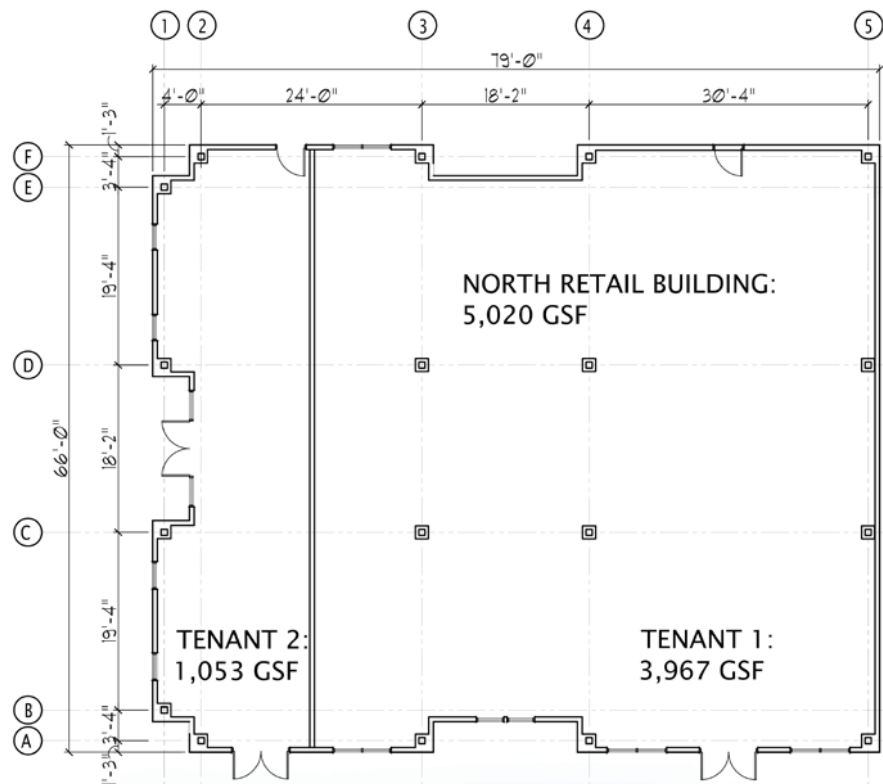 1
2
3
4
5
79'-0"
4'-0"
24'-0"
18'-2"
30'-4"
1'-3"
F
3'-4"
E
19'-4"
NORTH RETAIL BUILDING:
5,020 GSF
D
66'-0"
18'-2"
C
19'-4"
TENANT 2:
1,053 GSF
TENANT 1:
3,967 GSF
B
3'-4"
A
1'-3"